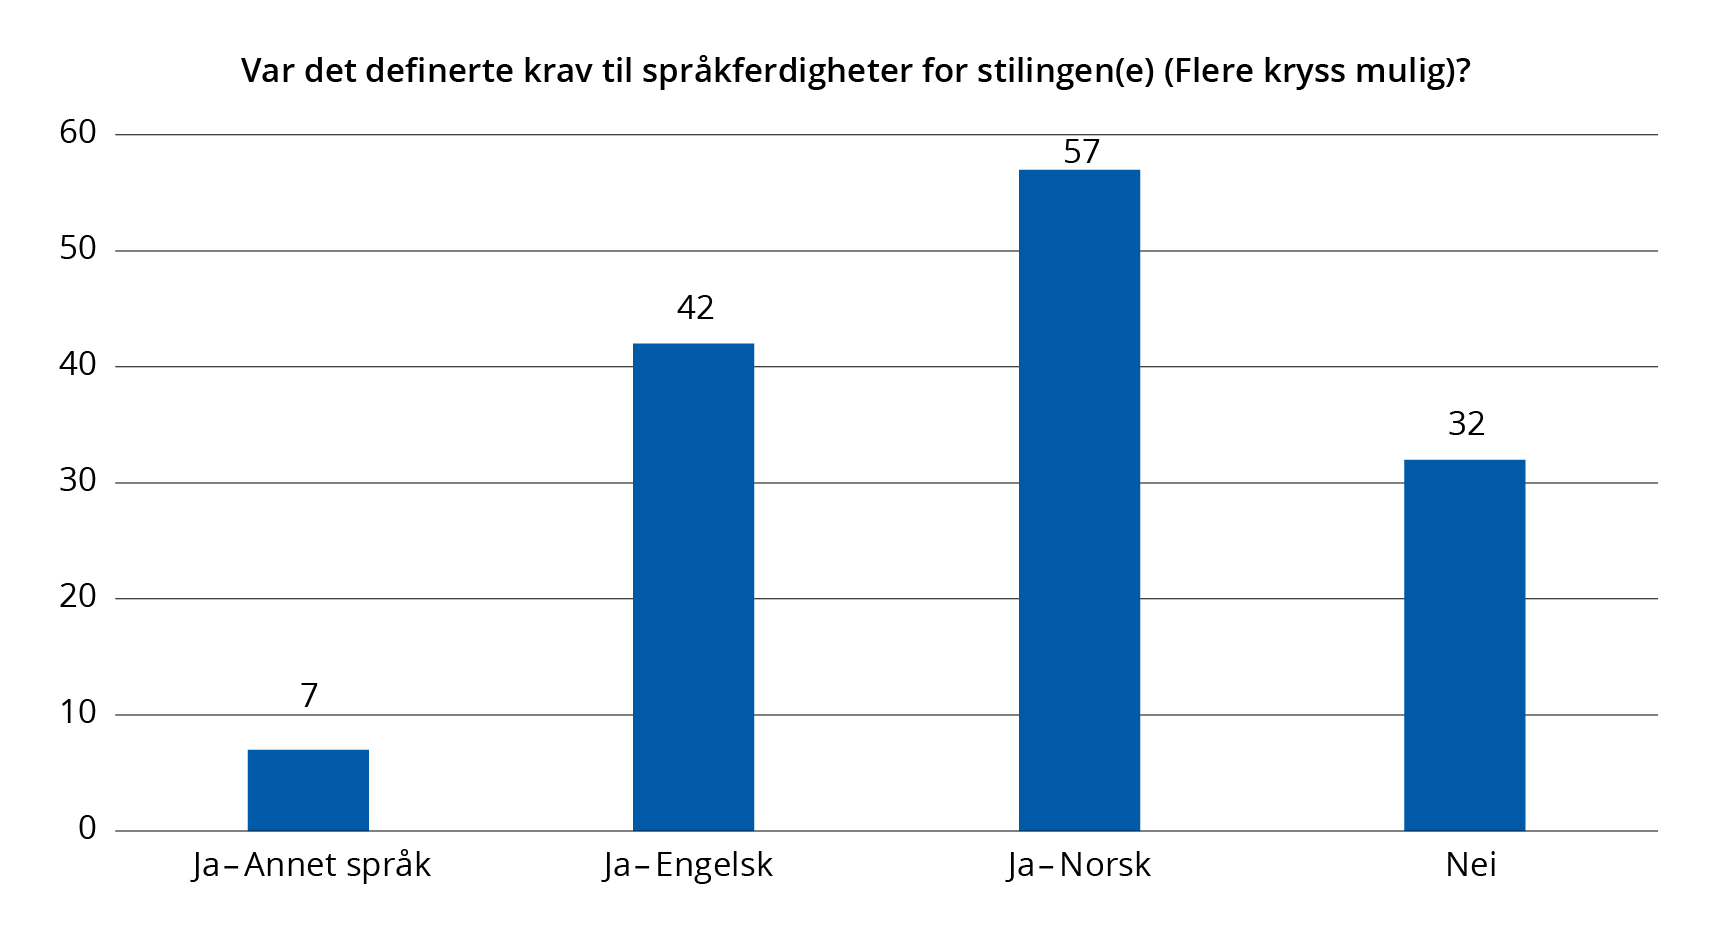 Var det definerte krav til språkferdigheter for stilingen(e) (Flere kryss mulig)?
60
57
50
42
40
32
30
20
7
10
0
Ja–Annet språk
Ja–Engelsk
Ja–Norsk
Nei